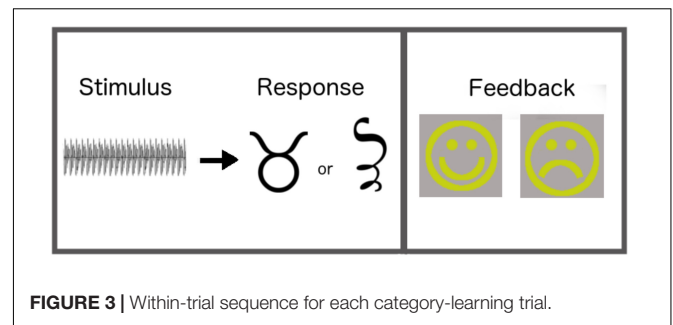 Stimulus
Response
Feedback
or
FIGURE 3 | Within-trial sequence for each category-learning trial.